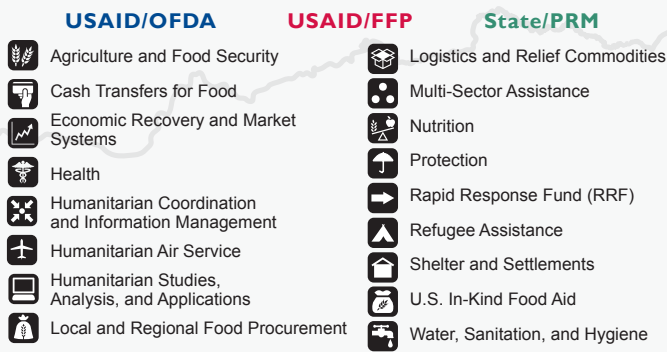 USAID/OFDA USAID/FFP State/PRM
Agriculture and Food Security
Cash Transfers for Food
Economic Recovery and Market
Systems
Health
Humanitarian Coordination
and Information Management
Humanitarian Air Service
Humanitarian Studies,
Analysis, and Applications
Local and Regional Food Procurement
Logistics and Relief Commodities
Multi-Sector Assistance
Nutrition
Protection
Rapid Response Fund (RRF)
Refugee Assistance
Shelter and Settlements
U.S. In-Kind Food Aid
Water, Sanitation, and Hygiene